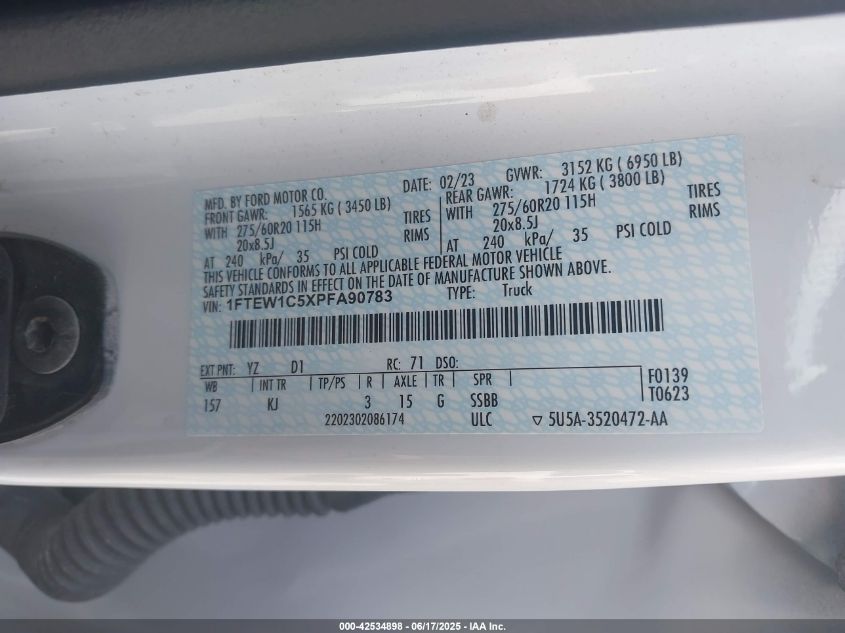 MFD. BY FORD MOTOR CO.
DATE: 02/23 GVWR: 3152 KG ( 6950 LB)
FRONT GAWR: 1565 KG ( 3450 LB)
REAR GAWR: 1724 KG ( 3800 LB)
WITH 275/60R20 115H TIRES
WITH 275/60R20 115H TIRES
20x8.5J RIMS
20x8.5J RIMS
AT 240 kPa/ 35 PSI COLD
AT 240 kPa/ 35 PSI COLD
THIS VEHICLE CONFORMS TO ALL APPLICABLE FEDERAL MOTOR VEHICLE
SAFETY STANDARDS IN EFFECT ON THE DATE OF MANUFACTURE SHOWN ABOVE.
VIN: 1FTEW1C5XPFA90783 TYPE: Truck
EXT PNT: YZ D1 RC: 71 DSO:
WB INT TR TP/PS R AXLE TR SPR F0139
157 KJ 3 15 G SSBB T0623
2202302086174 ULC ▽ 5U5A-3520472-AA
000-42534898 - 06/17/2025 - IAA Inc.